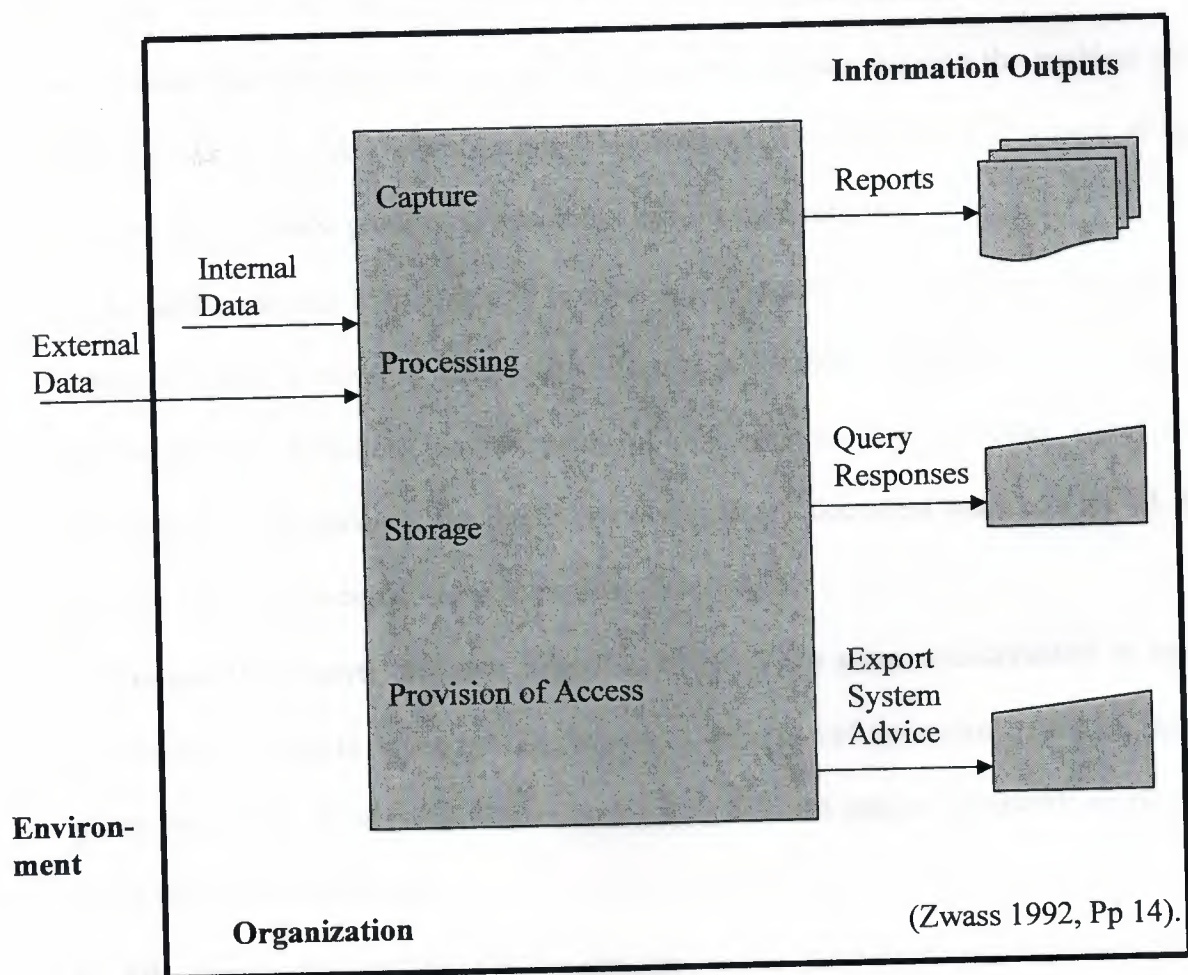 Information Outputs
Capture
Reports
Internal
Data
External
Data
Processing
Query
Responses
Storage
Provision of Access
Export
System
Advice
Environ-
ment
Organization
(Zwass 1992, Pp 14).